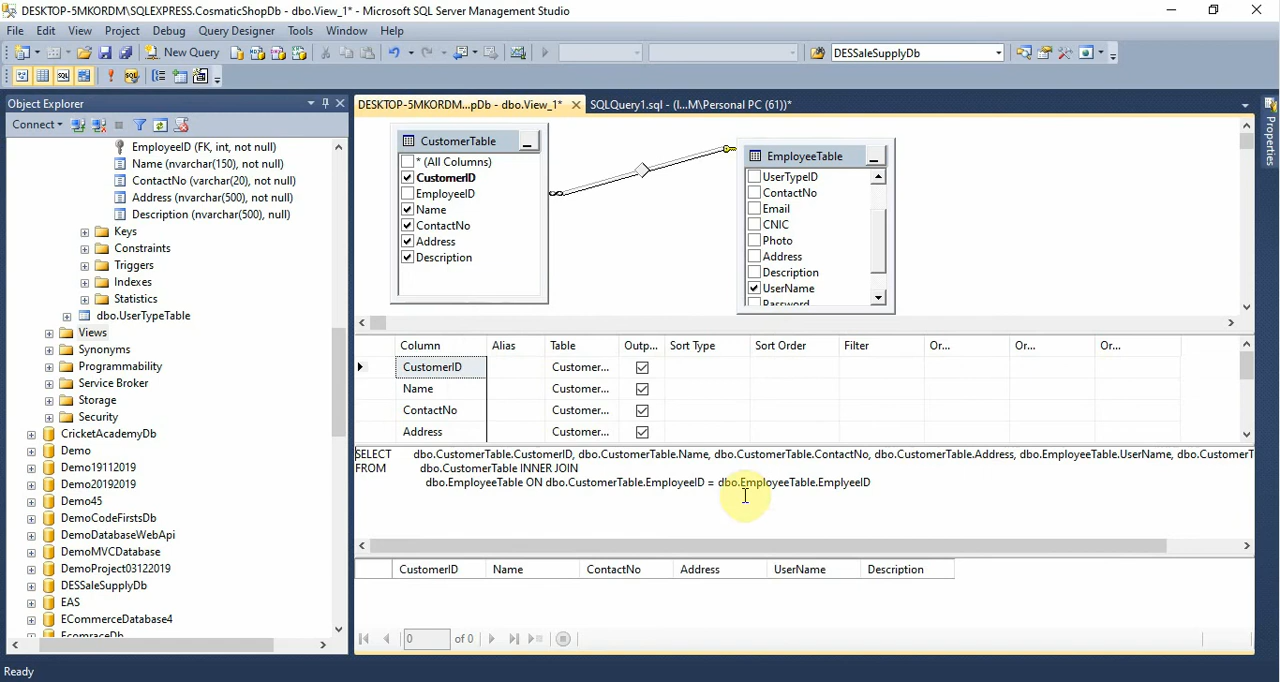 DESKTOP-5MKORDM\SQLEXPRESS.CosmaticShopDb - dbo.View_1* - Microsoft SQL Server Management Studio
File Edit View Project Debug Query Designer Tools Window Help
New Query DESSaleSupplyDb
Object Explorer
DESKTOP-5MKORDM...pDb - dbo.View_1* SQLQuery1.sql - (l...M\Personal PC (61))*
Properties
Connect
EmployeeID (FK, int, not null)
Name (nvarchar(150), not null)
ContactNo (varchar(20), not null)
Address (nvarchar(500), not null)
Description (nvarchar(500), null)
Keys
Constraints
Triggers
Indexes
Statistics
dbo.UserTypeTable
Views
Synonyms
Programmability
Service Broker
Storage
Security
CricketAcademyDb
Demo
Demo19112019
Demo20192019
Demo45
DemoCodeFirstsDb
DemoDatabaseWebApi
DemoMVCDatabase
DemoProject03122019
DESSaleSupplyDb
EAS
ECommerceDatabase4
EcomraceDb
CustomerTable
* (All Columns)
CustomerID
EmployeeID
Name
ContactNo
Address
Description
EmployeeTable
UserTypeID
ContactNo
Email
CNIC
Photo
Address
Description
UserName
Password
Column Alias Table Outp... Sort Type Sort Order Filter Or... Or... Or...
CustomerID Customer...
Name Customer...
ContactNo Customer...
Address Customer...
SELECT dbo.CustomerTable.CustomerID, dbo.CustomerTable.Name, dbo.CustomerTable.ContactNo, dbo.CustomerTable.Address, dbo.EmployeeTable.UserName, dbo.CustomerT
FROM dbo.CustomerTable INNER JOIN
dbo.EmployeeTable ON dbo.CustomerTable.EmployeeID = dbo.EmployeeTable.EmplyeeID
CustomerID Name ContactNo Address UserName Description
0 of 0
Ready